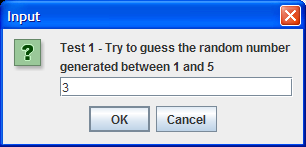 Input
Test 1 - Try to guess the random number
generated between 1 and 5
3
OK Cancel